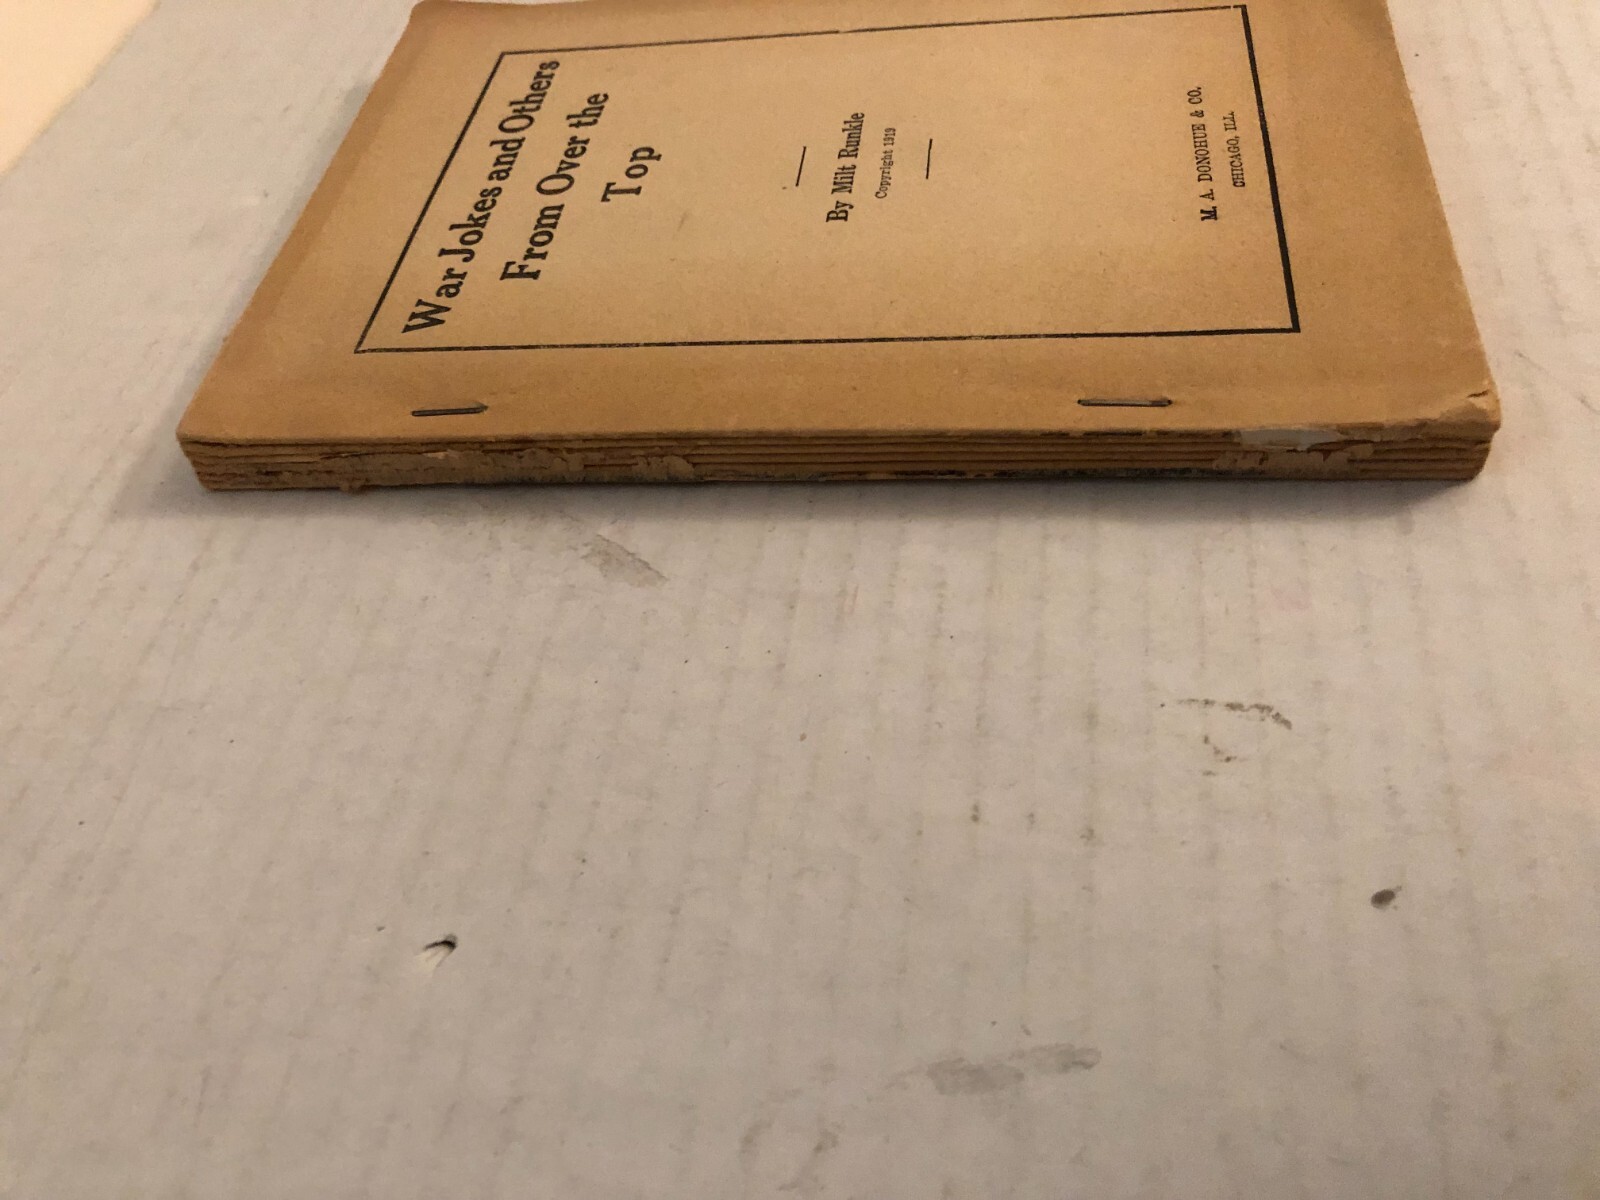 War Jokes and Others
From Over the
Top
By Milt Runkle
Copyright 1919
M. A. DONOHUE & CO.
CHICAGO, ILL.